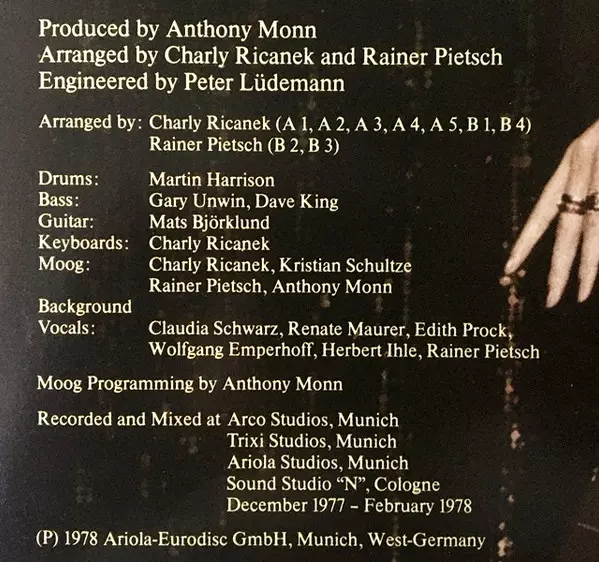 Produced by Anthony Monn
Arranged by Charly Ricanek and Rainer Pietsch
Engineered by Peter Lüdemann
Arranged by: Charly Ricanek (A 1, A 2, A 3, A 4, A 5, B 1, B 4)
Rainer Pietsch (B 2, B 3)
Drums: Martin Harrison
Bass: Gary Unwin, Dave King
Guitar: Mats Björklund
Keyboards: Charly Ricanek
Moog: Charly Ricanek, Kristian Schultze
Rainer Pietsch, Anthony Monn
Background
Vocals: Claudia Schwarz, Renate Maurer, Edith Prock,
Wolfgang Emperhoff, Herbert Ihle, Rainer Pietsch
Moog Programming by Anthony Monn
Recorded and Mixed at Arco Studios, Munich
Trixi Studios, Munich
Ariola Studios, Munich
Sound Studio “N”, Cologne
December 1977 – February 1978
(P) 1978 Ariola-Eurodisc GmbH, Munich, West-Germany